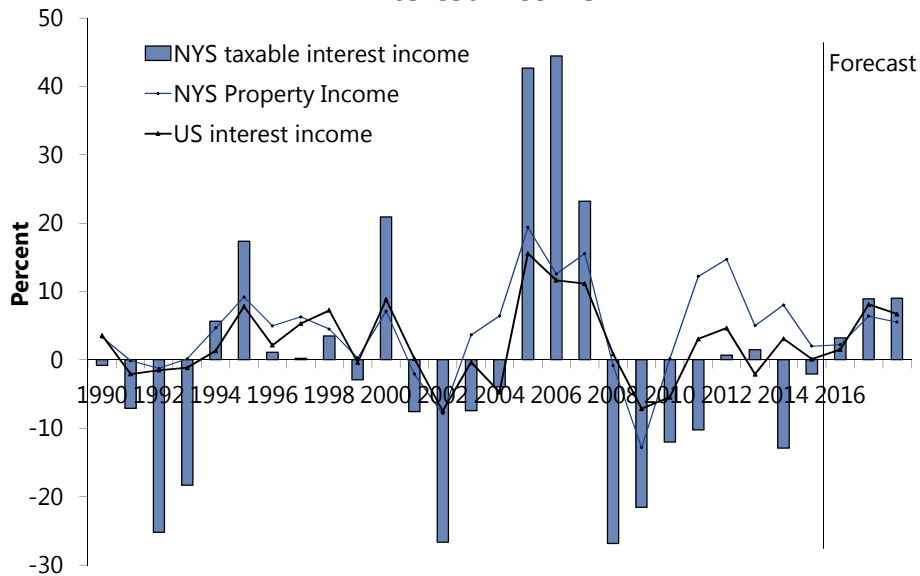 50
NYS taxable interest income
Forecast
40
NYS Property Income
US interest income
30
20
Percent
10
0
1990 1992 1994 1996 1998 2000 2002 2004 2006 2008 2010 2012 2014 2016
-10
-20
-30